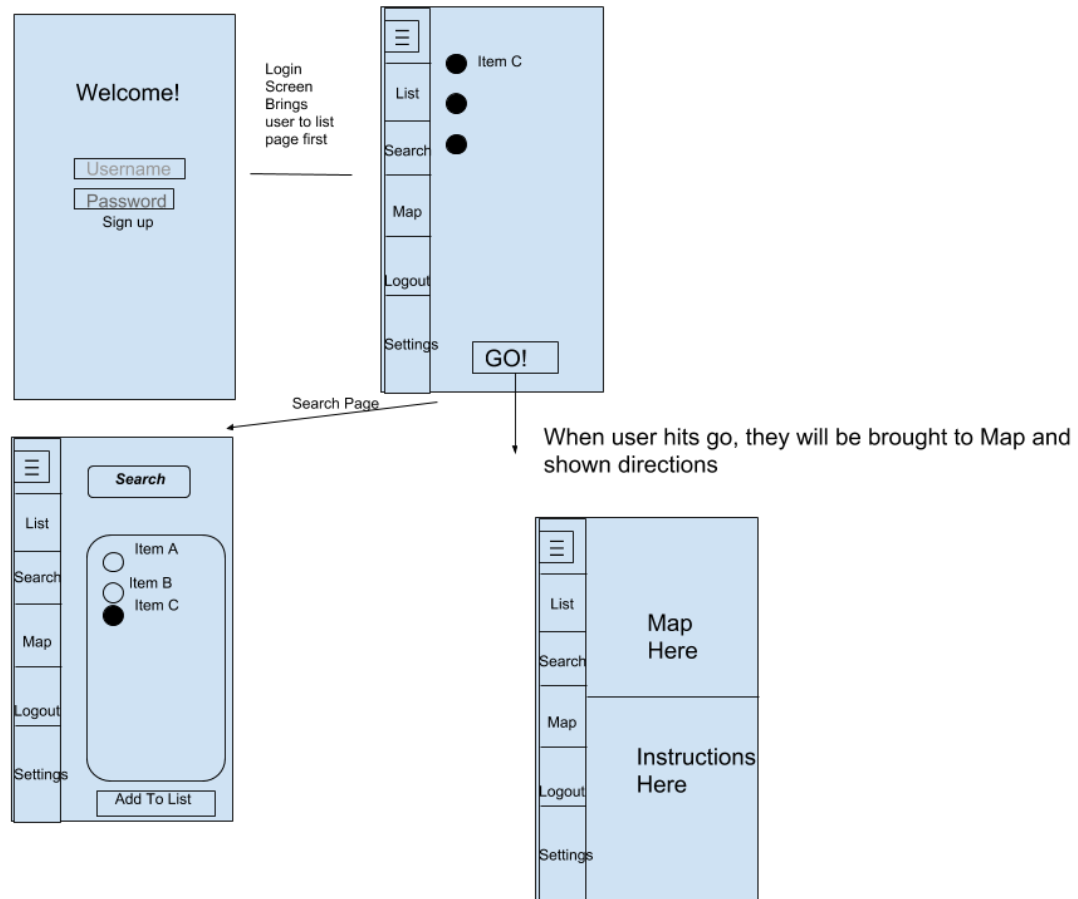 Welcome!
Username
Password
Sign up
Login
Screen
Brings
user to list
page first
List
Search
Map
Logout
Settings
Item C
GO!
Search Page
When user hits go, they will be brought to Map and
shown directions
List
Search
Map
Logout
Settings
Search
Item A
Item B
Item C
Add To List
List
Search
Map
Logout
Settings
Map
Here
Instructions
Here